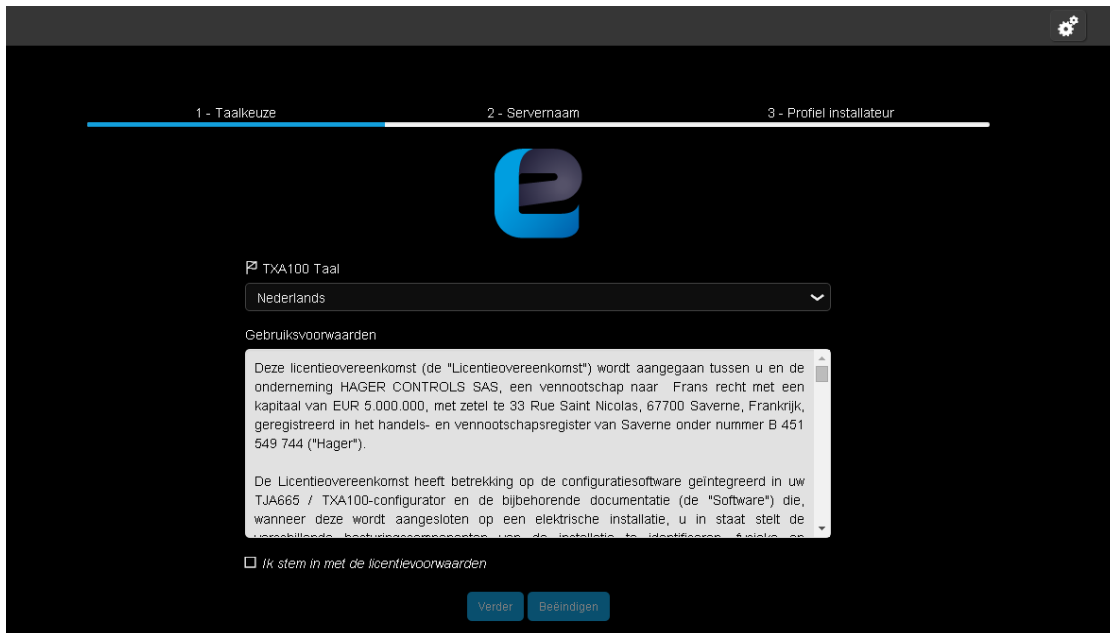 1 - Taalkeuze
2 - Servernaam
3 - Profiel installateur
TXA100 Taal
Nederlands
Gebruiksvoorwaarden
Deze licentieovereenkomst (de "Licentieovereenkomst") wordt aangegaan tussen u en de
onderneming HAGER CONTROLS SAS, een vennootschap naar Frans recht met een
kapitaal van EUR 5.000.000, met zetel te 33 Rue Saint Nicolas, 67700 Saverne, Frankrijk,
geregistreerd in het handels- en vennootschapsregister van Saverne onder nummer B 451
549 744 ("Hager").
De Licentieovereenkomst heeft betrekking op de configuratiesoftware geïntegreerd in uw
TJA665 / TXA100-configurator en de bijbehorende documentatie (de "Software") die,
wanneer deze wordt aangesloten op een elektrische installatie, u in staat stelt de
Ik stem in met de licentievoorwaarden
Verder
Beëindigen